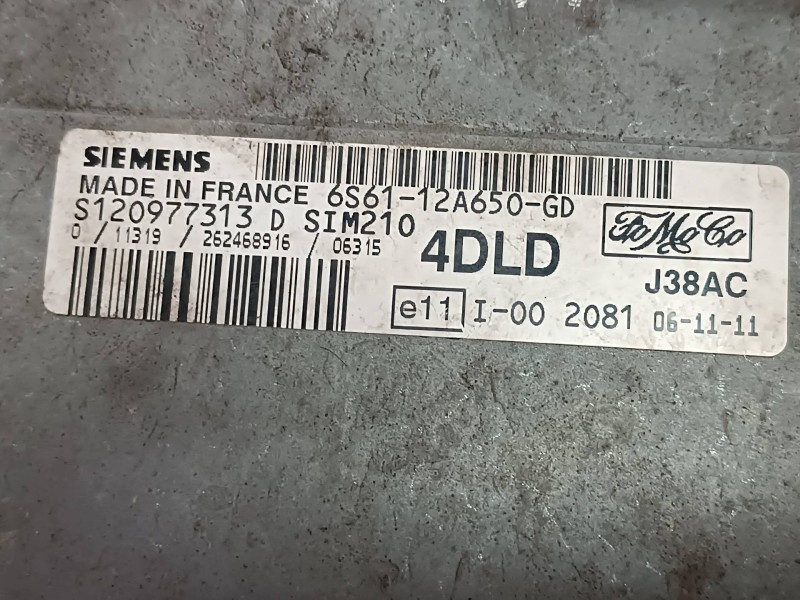 SIEMENS
MADE IN FRANCE 6S61-12A650-GD
S120977313 D SIM210
0 / 11319 / 262468916 / 06315
4DLD
FoMoCo
J38AC
e11 I-00 2081 06-11-11